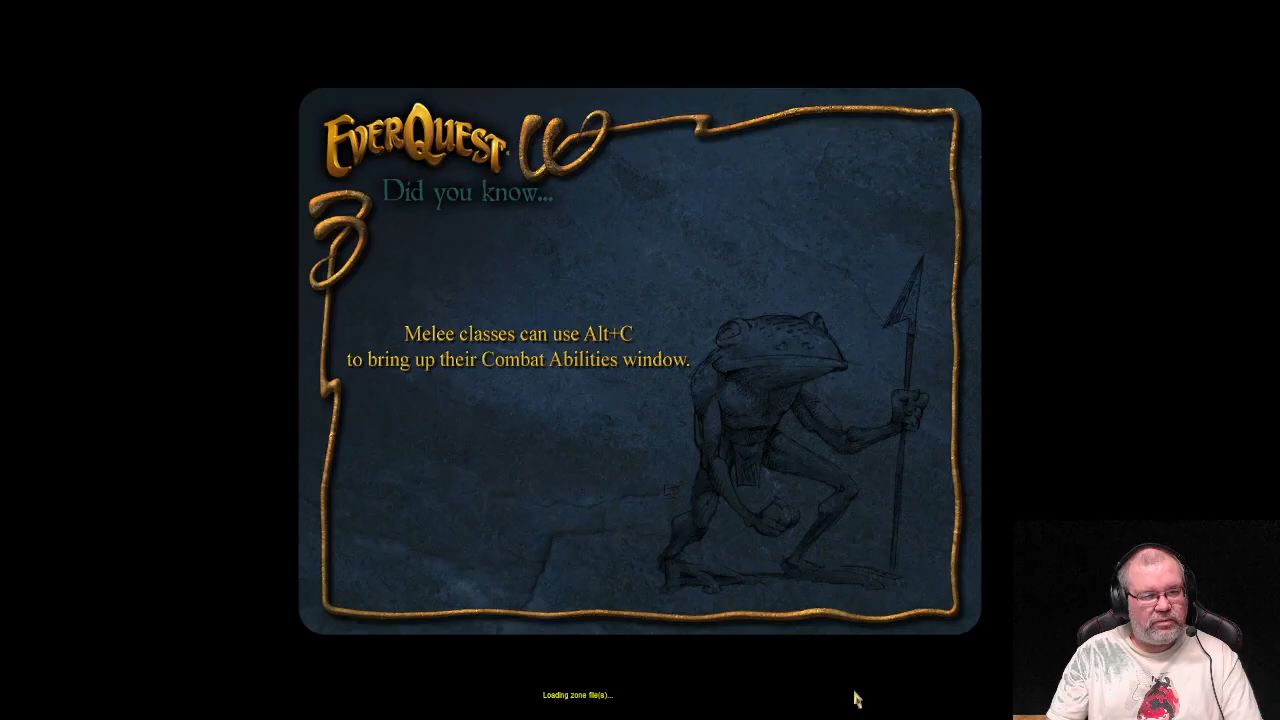 EVERQUEST
Did you know...
Melee classes can use Alt+C
to bring up their Combat Abilities window.
Loading zone file(s)...